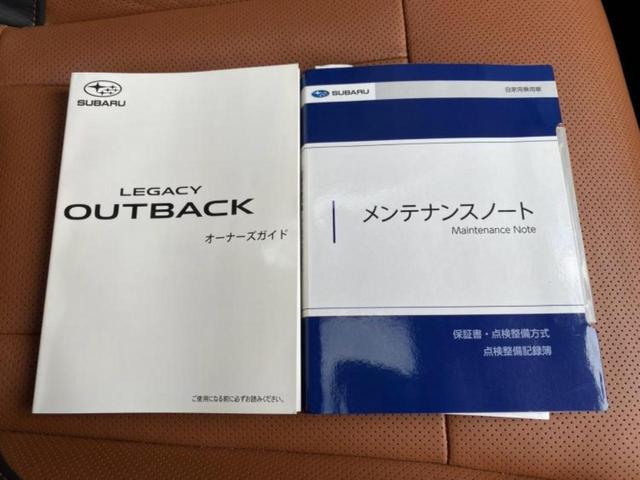 SUBARU
LEGACY
OUTBACK
オーナーズガイド
ご使用になる前に必ずお読みください。
SUBARU
自家用乗用車
メンテナンスノート
Maintenance Note
保証書・点検整備方式
点検整備記録簿